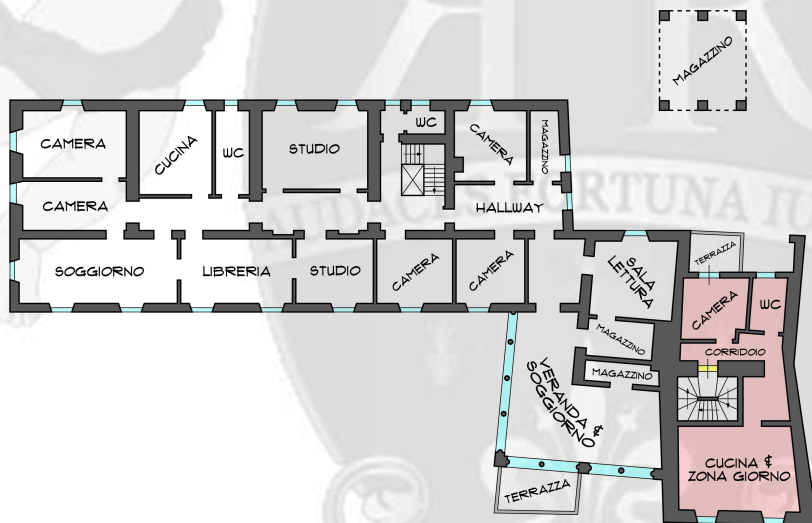 MAGAZZINO
CAMERA
CUCINA
WC
STUDIO
WC
CAMERA
MAGAZZINO
CAMERA
HALLWAY
SOGGIORNO
LIBRERIA
STUDIO
CAMERA
CAMERA
SALA
LETTURA
TERRAZZA
CAMERA
WC
MAGAZZINO
CORRIDOIO
MAGAZZINO
VERANDA &
SOGGIORNO
CUCINA &
ZONA GIORNO
TERRAZZA
AUDACES FORTUNA